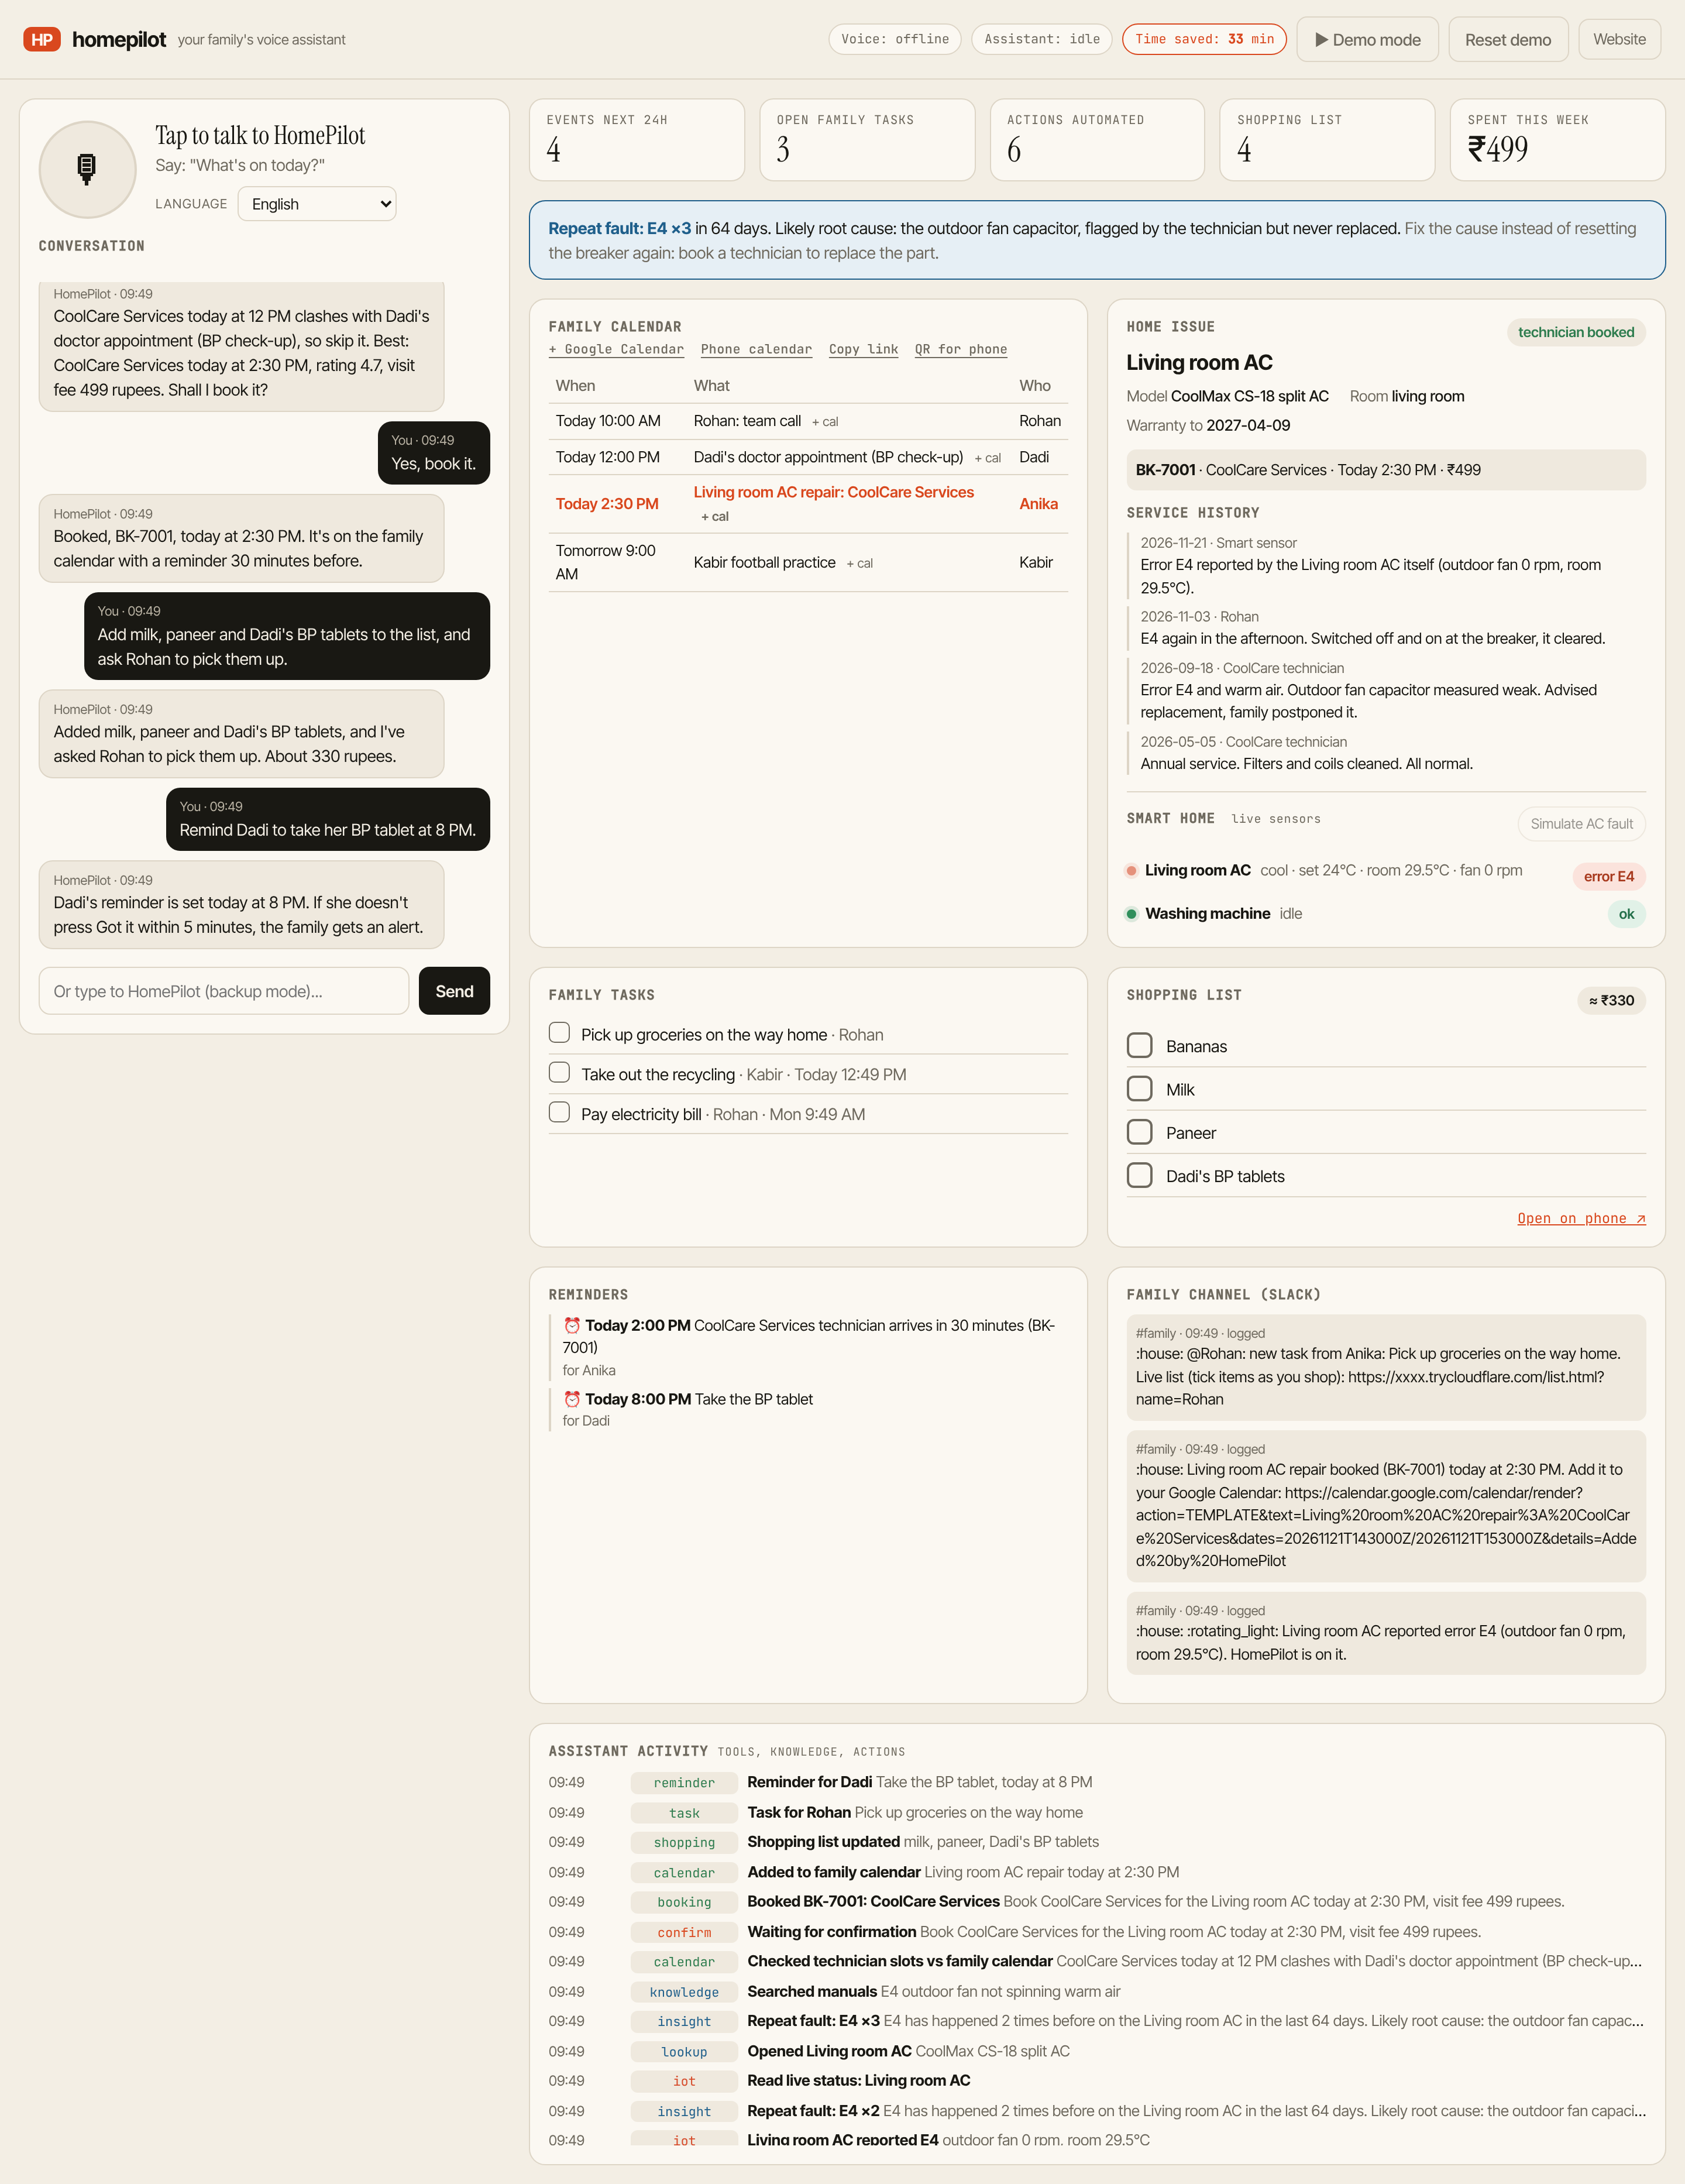 HP homepilot your family's voice assistant
Voice: offline
Assistant: idle
Time saved: 33 min
▶ Demo mode
Reset demo
Website
Tap to talk to HomePilot
Say: "What's on today?"
LANGUAGE English
CONVERSATION
HomePilot · 09:49
CoolCare Services today at 12 PM clashes with Dadi's
doctor appointment (BP check-up), so skip it. Best:
CoolCare Services today at 2:30 PM, rating 4.7, visit
fee 499 rupees. Shall I book it?
You · 09:49
Yes, book it.
HomePilot · 09:49
Booked, BK-7001, today at 2:30 PM. It's on the family
calendar with a reminder 30 minutes before.
You · 09:49
Add milk, paneer and Dadi's BP tablets to the list, and
ask Rohan to pick them up.
HomePilot · 09:49
Added milk, paneer and Dadi's BP tablets, and I've
asked Rohan to pick them up. About 330 rupees.
You · 09:49
Remind Dadi to take her BP tablet at 8 PM.
HomePilot · 09:49
Dadi's reminder is set today at 8 PM. If she doesn't
press Got it within 5 minutes, the family gets an alert.
Or type to HomePilot (backup mode)...
Send
EVENTS NEXT 24H
4
OPEN FAMILY TASKS
3
ACTIONS AUTOMATED
6
SHOPPING LIST
4
SPENT THIS WEEK
₹499
Repeat fault: E4 ×3 in 64 days. Likely root cause: the outdoor fan capacitor, flagged by the technician but never replaced. Fix the cause instead of resetting
the breaker again: book a technician to replace the part.
FAMILY CALENDAR
+ Google Calendar Phone calendar Copy link QR for phone
When What Who
Today 10:00 AM Rohan: team call + cal Rohan
Today 12:00 PM Dadi's doctor appointment (BP check-up) + cal Dadi
Today 2:30 PM Living room AC repair: CoolCare Services + cal Anika
Tomorrow 9:00
AM Kabir football practice + cal Kabir
HOME ISSUE
technician booked
Living room AC
Model CoolMax CS-18 split AC Room living room
Warranty to 2027-04-09
BK-7001 · CoolCare Services · Today 2:30 PM · ₹499
SERVICE HISTORY
2026-11-21 · Smart sensor
Error E4 reported by the Living room AC itself (outdoor fan 0 rpm, room
29.5°C).
2026-11-03 · Rohan
E4 again in the afternoon. Switched off and on at the breaker, it cleared.
2026-09-18 · CoolCare technician
Error E4 and warm air. Outdoor fan capacitor measured weak. Advised
replacement, family postponed it.
2026-05-05 · CoolCare technician
Annual service. Filters and coils cleaned. All normal.
SMART HOME live sensors
Simulate AC fault
Living room AC cool · set 24°C · room 29.5°C · fan 0 rpm error E4
Washing machine idle ok
FAMILY TASKS
Pick up groceries on the way home · Rohan
Take out the recycling · Kabir · Today 12:49 PM
Pay electricity bill · Rohan · Mon 9:49 AM
SHOPPING LIST
≈ ₹330
Bananas
Milk
Paneer
Dadi's BP tablets
Open on phone ↗
REMINDERS
⏰ Today 2:00 PM CoolCare Services technician arrives in 30 minutes (BK-
7001)
for Anika
⏰ Today 8:00 PM Take the BP tablet
for Dadi
FAMILY CHANNEL (SLACK)
#family · 09:49 · logged
:house: @Rohan: new task from Anika: Pick up groceries on the way home.
Live list (tick items as you shop): https://xxxx.trycloudflare.com/list.html?
name=Rohan
#family · 09:49 · logged
:house: Living room AC repair booked (BK-7001) today at 2:30 PM. Add it to
your Google Calendar: https://calendar.google.com/calendar/render?
action=TEMPLATE&text=Living%20room%20AC%20repair%3A%20CoolCar
e%20Services&dates=20261121T143000Z/20261121T153000Z&details=Adde
d%20by%20HomePilot
#family · 09:49 · logged
:house: :rotating_light: Living room AC reported error E4 (outdoor fan 0 rpm,
room 29.5°C). HomePilot is on it.
ASSISTANT ACTIVITY TOOLS, KNOWLEDGE, ACTIONS
09:49 reminder Reminder for Dadi Take the BP tablet, today at 8 PM
09:49 task Task for Rohan Pick up groceries on the way home
09:49 shopping Shopping list updated milk, paneer, Dadi's BP tablets
09:49 calendar Added to family calendar Living room AC repair today at 2:30 PM
09:49 booking Booked BK-7001: CoolCare Services Book CoolCare Services for the Living room AC today at 2:30 PM, visit fee 499 rupees.
09:49 confirm Waiting for confirmation Book CoolCare Services for the Living room AC today at 2:30 PM, visit fee 499 rupees.
09:49 calendar Checked technician slots vs family calendar CoolCare Services today at 12 PM clashes with Dadi's doctor appointment (BP check-up...
09:49 knowledge Searched manuals E4 outdoor fan not spinning warm air
09:49 insight Repeat fault: E4 ×3 E4 has happened 2 times before on the Living room AC in the last 64 days. Likely root cause: the outdoor fan capac...
09:49 lookup Opened Living room AC CoolMax CS-18 split AC
09:49 iot Read live status: Living room AC
09:49 insight Repeat fault: E4 ×2 E4 has happened 2 times before on the Living room AC in the last 64 days. Likely root cause: the outdoor fan capaci...
09:49 iot Living room AC reported E4 outdoor fan 0 rpm, room 29.5°C